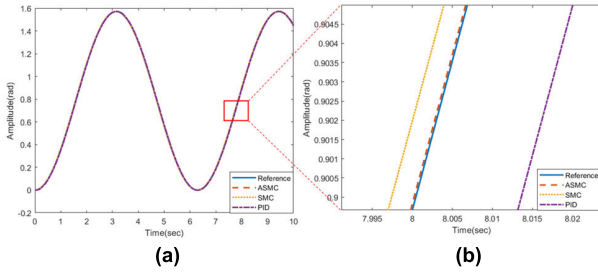 1.6
1.4
1.2
1
0.8
0.6
0.4
0.2
0
-0.2
Amplitude(rad)
0 1 2 3 4 5 6 7 8 9 10
Time(sec)
Reference
ASMC
SMC
PID
(a)
0.9045
0.904
0.9035
0.903
0.9025
0.902
0.9015
0.901
0.9005
0.9
Amplitude(rad)
7.995 8 8.005 8.01 8.015 8.02
Time(sec)
Reference
ASMC
SMC
PID
(b)